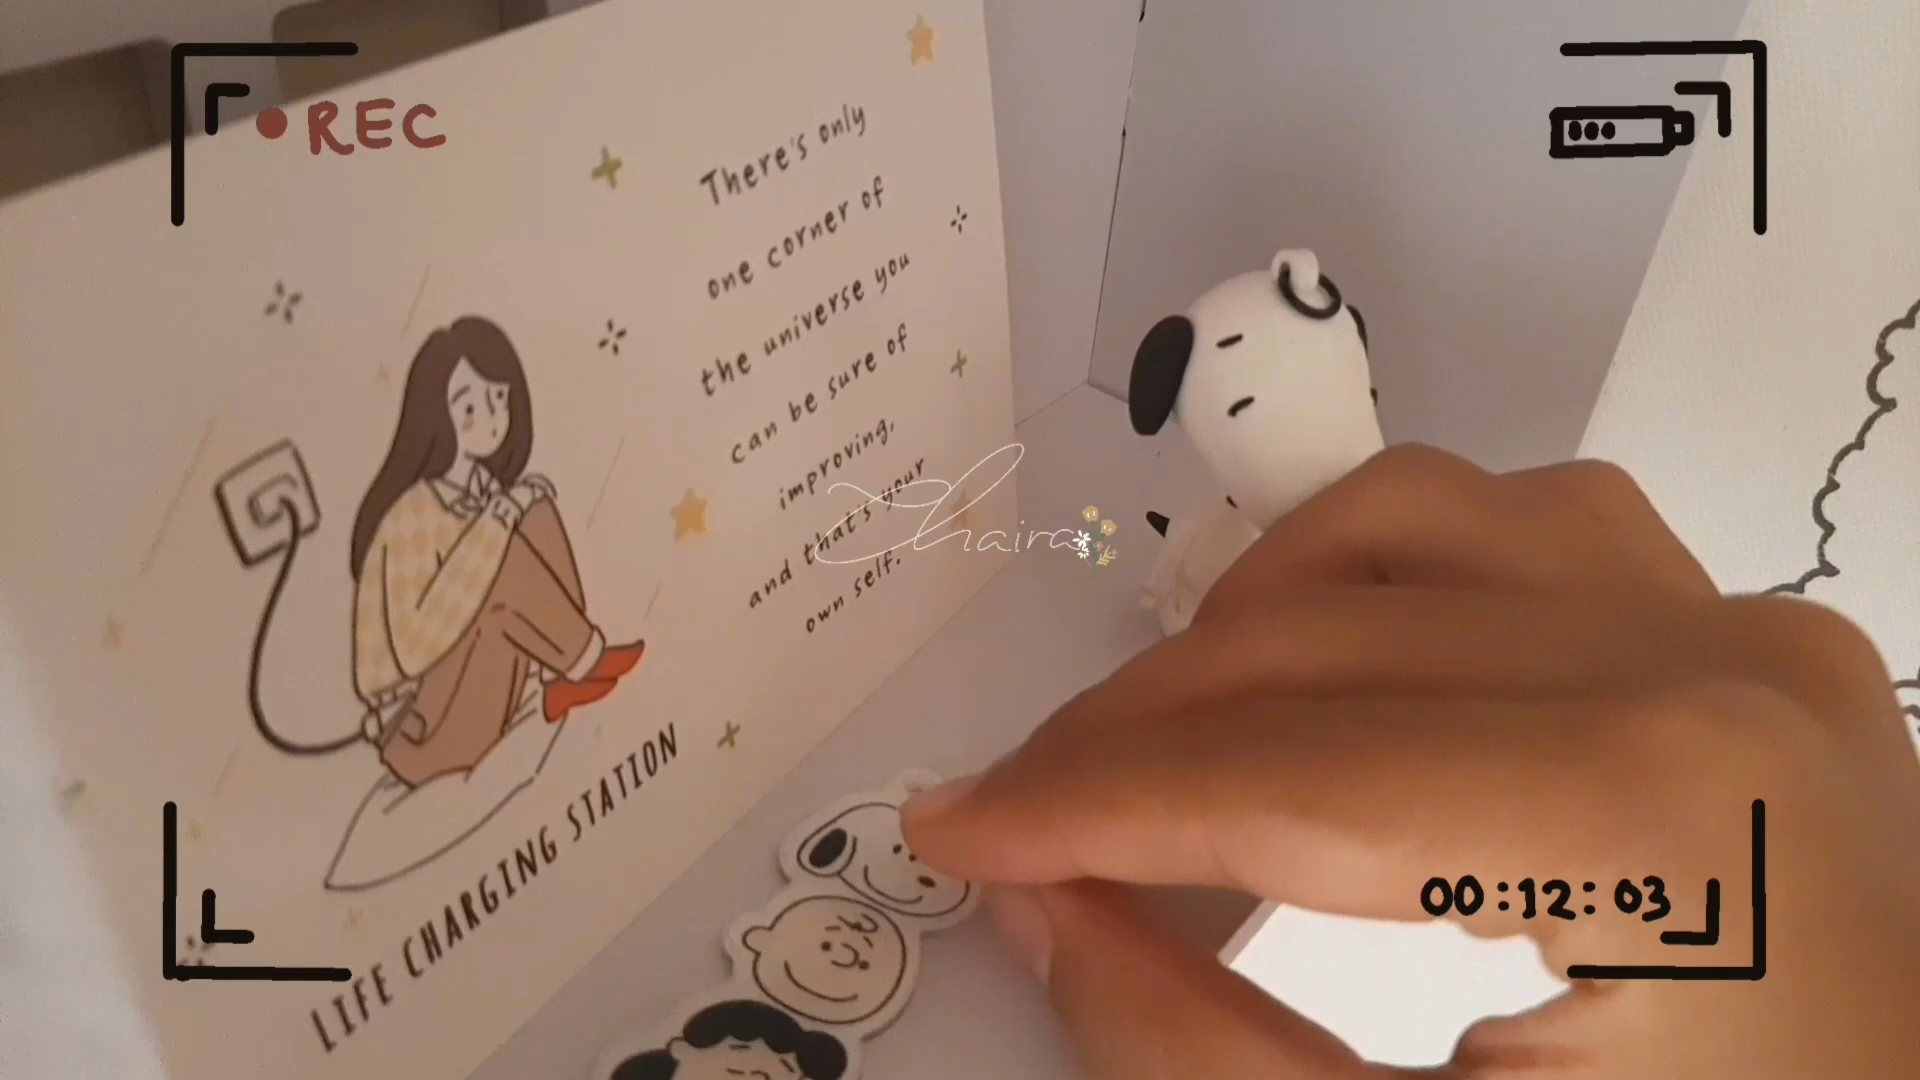 REC
There's only
one corner of
the universe you
can be sure of
improving,
and that's your
own self.
LIFE CHARGING STATION
00:12:03